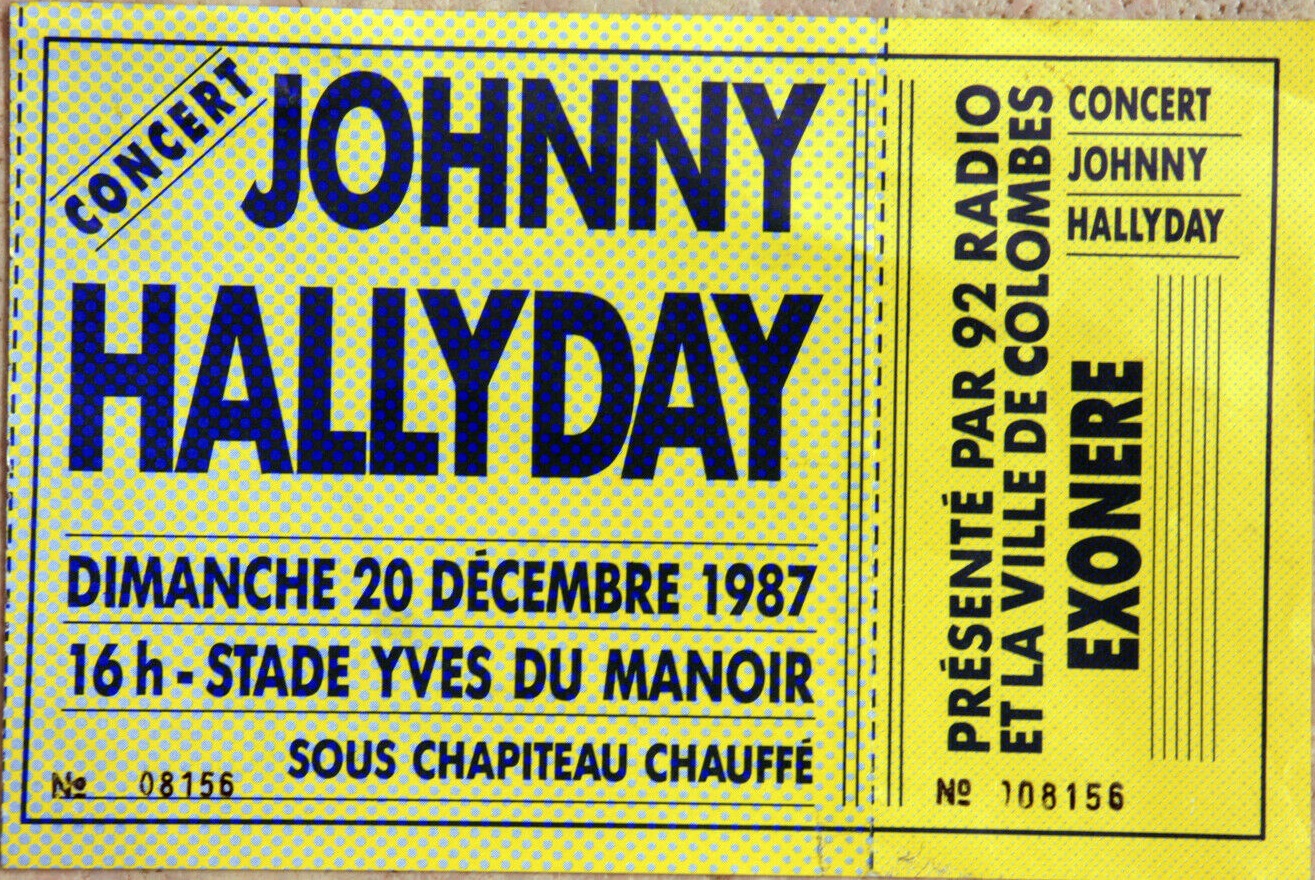 CONCERT
JOHNNY
HALLYDAY
DIMANCHE 20 DÉCEMBRE 1987
16 h - STADE YVES DU MANOIR
SOUS CHAPITEAU CHAUFFÉ
Nº 08156
PRÉSENTÉ PAR 92 RADIO
ET LA VILLE DE COLOMBES
EXONERE
CONCERT
JOHNNY
HALLYDAY
Nº 108156